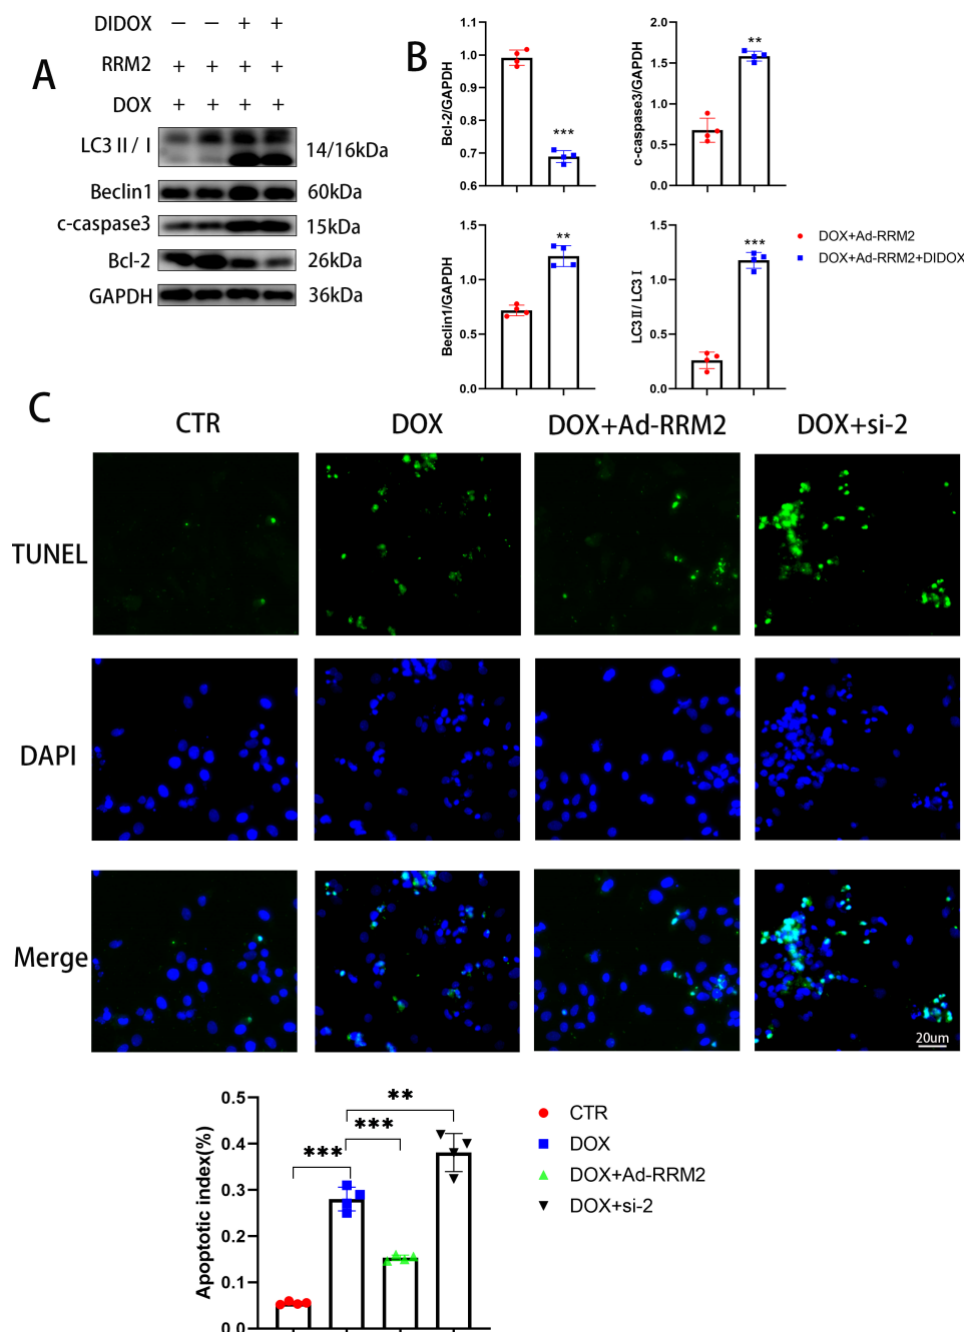 A
DIDOX − − + +
RRM2 + + + +
DOX + + + +
LC3 II / I 14/16kDa
Beclin1 60kDa
c-caspase3 15kDa
Bcl-2 26kDa
GAPDH 36kDa
B
Bcl-2/GAPDH
1.1
1.0
0.9
0.8
0.7
0.6
***
c-caspase3/GAPDH
2.0
1.5
1.0
0.5
0.0
**
Beclin1/GAPDH
1.5
1.0
0.5
0.0
**
LC3 II / LC3 I
1.5
1.0
0.5
0.0
***
DOX+Ad-RRM2
DOX+Ad-RRM2+DIDOX
C
CTR DOX DOX+Ad-RRM2 DOX+si-2
TUNEL
DAPI
Merge
20um
Apoptotic index(%)
0.5
0.4
0.3
0.2
0.1
0.0
**
***
***
CTR
DOX
DOX+Ad-RRM2
DOX+si-2